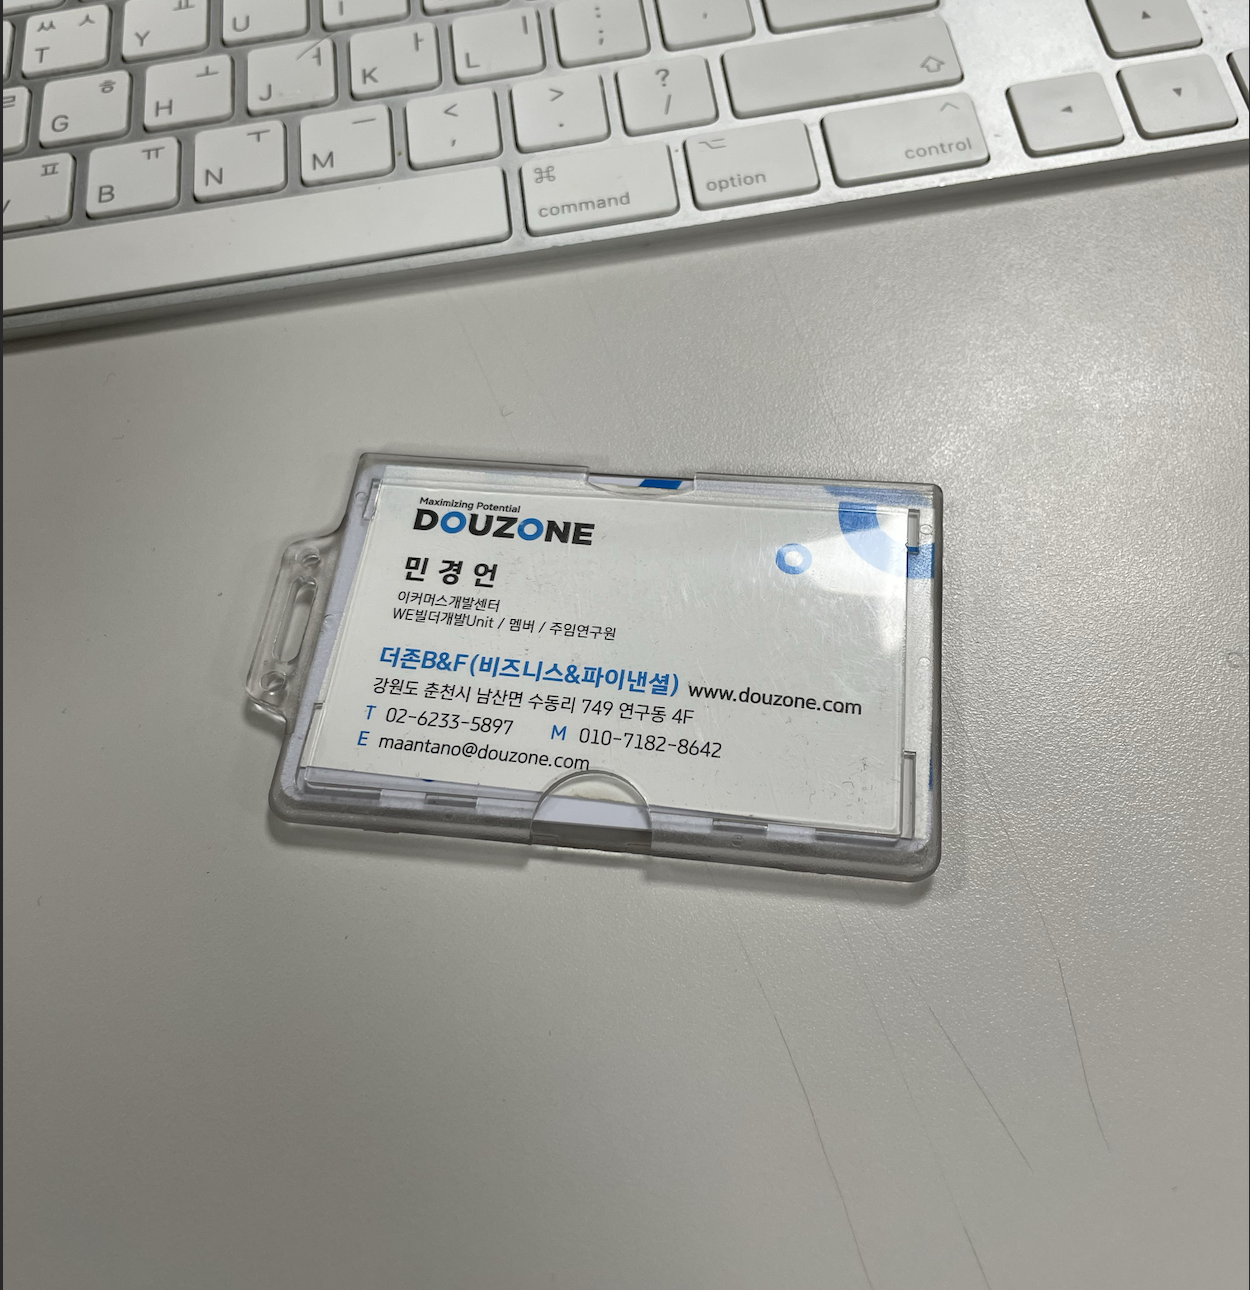 ㅆ ㅅ
T
Y
ㅛ
U
I
ㅎ
G
ㅗ
H
ㅓ
J
ㅏ
K
ㅣ
L
:
;
,
ㅍ
ㅠ
B
ㅜ
N
ㅡ
M
<
,
>
.
?
/
⌘
command
⌥
option
^
control
Maximizing Potential
DOUZONE
민경언
이커머스개발센터
WE빌더개발Unit / 멤버 / 주임연구원
더존B&F(비즈니스&파이낸셜) www.douzone.com
강원도 춘천시 남산면 수동리 749 연구동 4F
T 02-6233-5897 M 010-7182-8642
E maantano@douzone.com